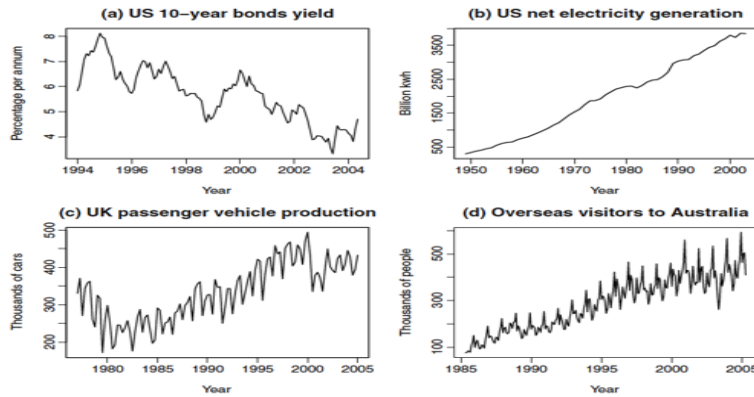 (a) US 10-year bonds yield
Percentage per annum
8
7
6
5
4
1994 1996 1998 2000 2002 2004
Year
(b) US net electricity generation
Billion kwh
3500
2500
1500
500
1950 1960 1970 1980 1990 2000
Year
(c) UK passenger vehicle production
Thousands of cars
500
400
300
200
1980 1985 1990 1995 2000 2005
Year
(d) Overseas visitors to Australia
Thousands of people
500
300
100
1985 1990 1995 2000 2005
Year